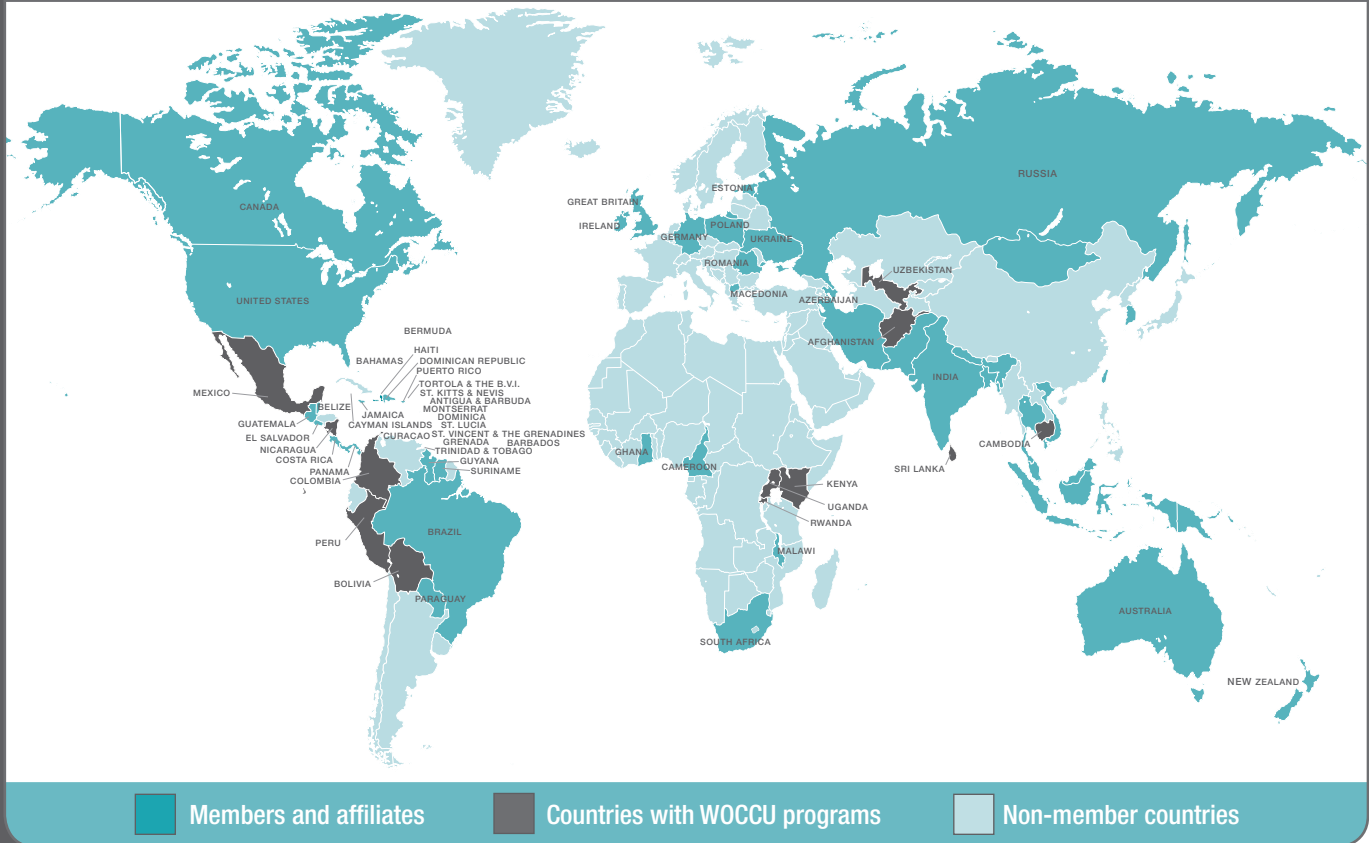 RUSSIA
ESTONIA
GREAT BRITAIN
CANADA
IRELAND
POLAND
GERMANY
UKRAINE
ROMANIA
UZBEKISTAN
MACEDONIA
AZERBAIJAN
UNITED STATES
BERMUDA
AFGHANISTAN
HAITI
BAHAMAS
DOMINICAN REPUBLIC
PUERTO RICO
INDIA
TORTOLA & THE B.V.I.
MEXICO
ST. KITTS & NEVIS
ANTIGUA & BARBUDA
BELIZE
MONTSERRAT
JAMAICA
DOMINICA
GUATEMALA
CAYMAN ISLANDS
ST. LUCIA
EL SALVADOR
CURACAO
ST. VINCENT & THE GRENADINES
GRENADA
BARBADOS
CAMBODIA
NICARAGUA
TRINIDAD & TOBAGO
GHANA
COSTA RICA
GUYANA
CAMEROON
SRI LANKA
PANAMA
SURINAME
COLOMBIA
KENYA
UGANDA
RWANDA
BRAZIL
PERU
MALAWI
BOLIVIA
PARAGUAY
AUSTRALIA
SOUTH AFRICA
NEW ZEALAND
Members and affiliates
Countries with WOCCU programs
Non-member countries